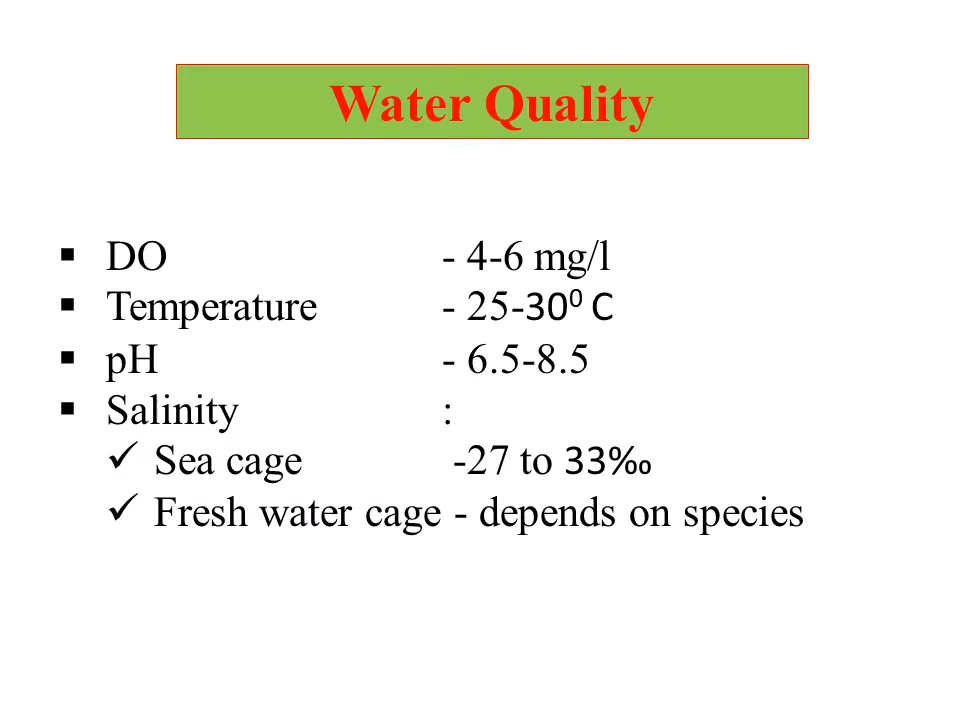 Water Quality
▪ DO - 4-6 mg/l
▪ Temperature - 25-30⁰ C
▪ pH - 6.5-8.5
▪ Salinity :
✓ Sea cage -27 to 33‰
✓ Fresh water cage - depends on species